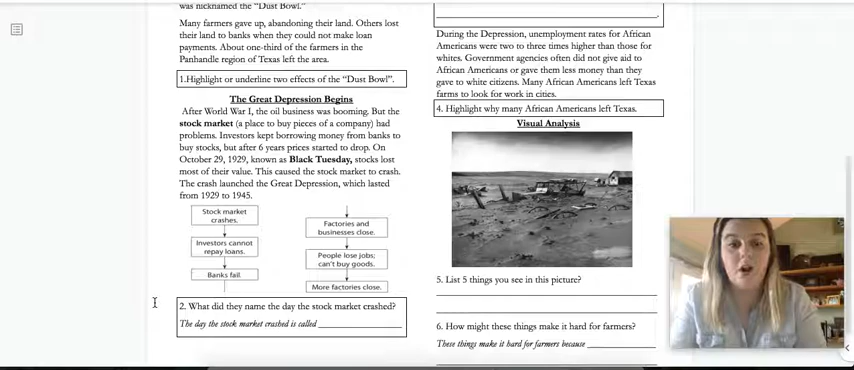 was nicknamed the “Dust Bowl.”
Many farmers gave up, abandoning their land. Others lost
their land to banks when they could not make loan
payments. About one-third of the farmers in the
Panhandle region of Texas left the area.
1.Highlight or underline two effects of the “Dust Bowl”.
The Great Depression Begins
After World War I, the oil business was booming. But the
stock market (a place to buy pieces of a company) had
problems. Investors kept borrowing money from banks to
buy stocks, but after 6 years prices started to drop. On
October 29, 1929, known as Black Tuesday, stocks lost
most of their value. This caused the stock market to crash.
The crash launched the Great Depression, which lasted
from 1929 to 1945.
Stock market
crashes.
Investors cannot
repay loans.
Banks fail.
Factories and
businesses close.
People lose jobs;
can't buy goods.
More factories close.
2. What did they name the day the stock market crashed?
The day the stock market crashed is called
During the Depression, unemployment rates for African
Americans were two to three times higher than those for
whites. Government agencies often did not give aid to
African Americans or gave them less money than they
gave to white citizens. Many African Americans left Texas
farms to look for work in cities.
4. Highlight why many African Americans left Texas.
Visual Analysis
5. List 5 things you see in this picture?
6. How might these things make it hard for farmers?
These things make it hard for farmers because